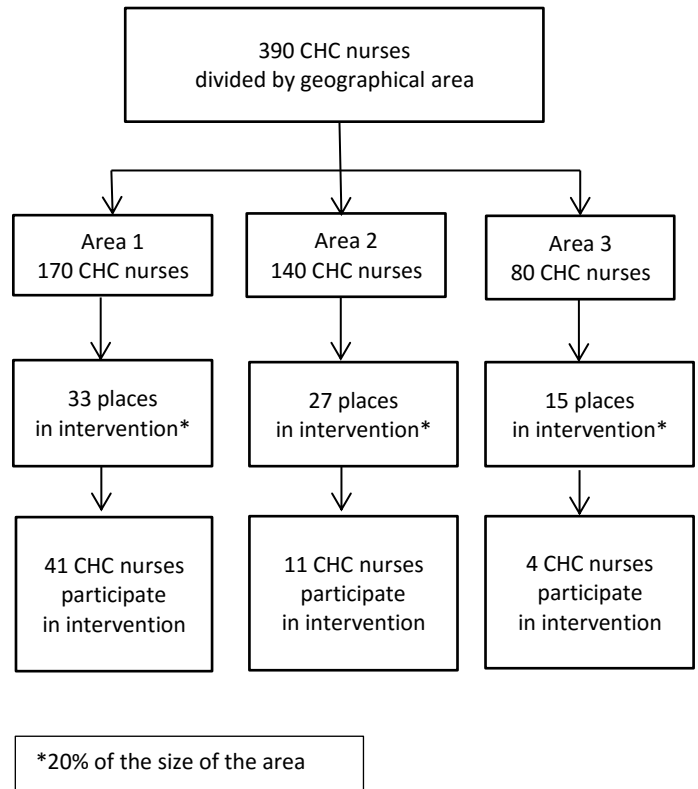 390 CHC nurses
divided by geographical area
Area 1
170 CHC nurses
Area 2
140 CHC nurses
Area 3
80 CHC nurses
33 places
in intervention*
27 places
in intervention*
15 places
in intervention*
41 CHC nurses
participate
in intervention
11 CHC nurses
participate
in intervention
4 CHC nurses
participate
in intervention
*20% of the size of the area